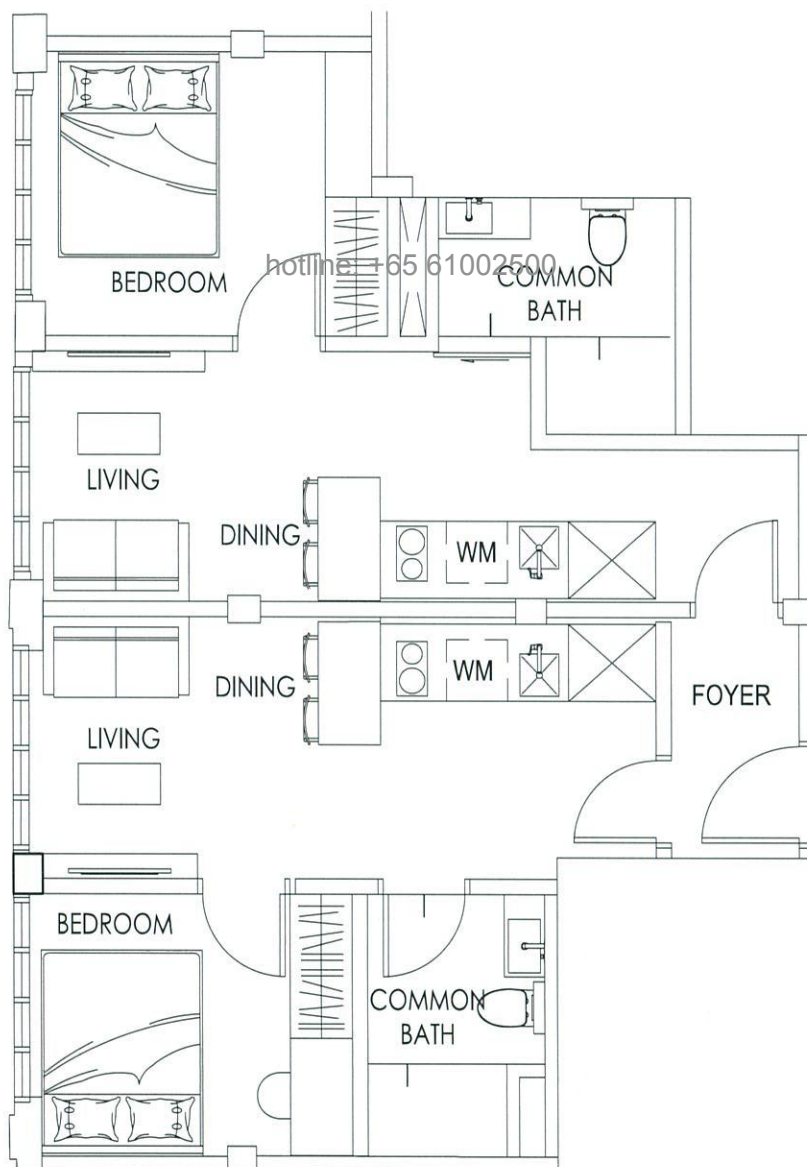 BEDROOM
hotline: +65 61002500
COMMON
BATH
LIVING
DINING
WM
DINING
WM
FOYER
LIVING
BEDROOM
COMMON
BATH